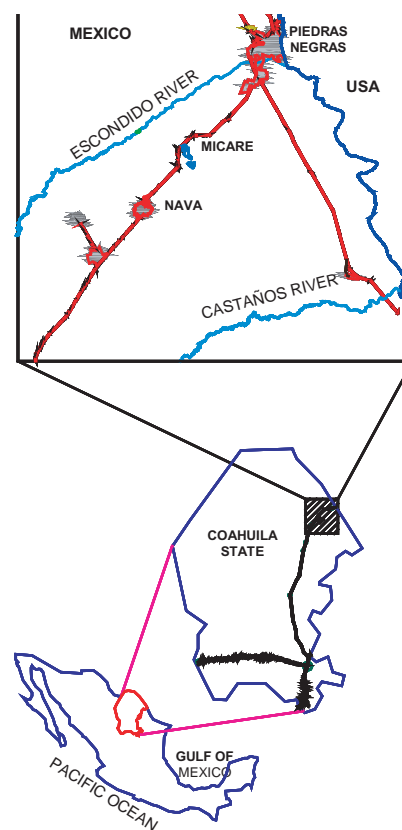 MEXICO
PIEDRAS
NEGRAS
USA
ESCONDIDO RIVER
MICARE
NAVA
CASTAÑOS RIVER
COAHUILA
STATE
GULF OF
MEXICO
PACIFIC OCEAN